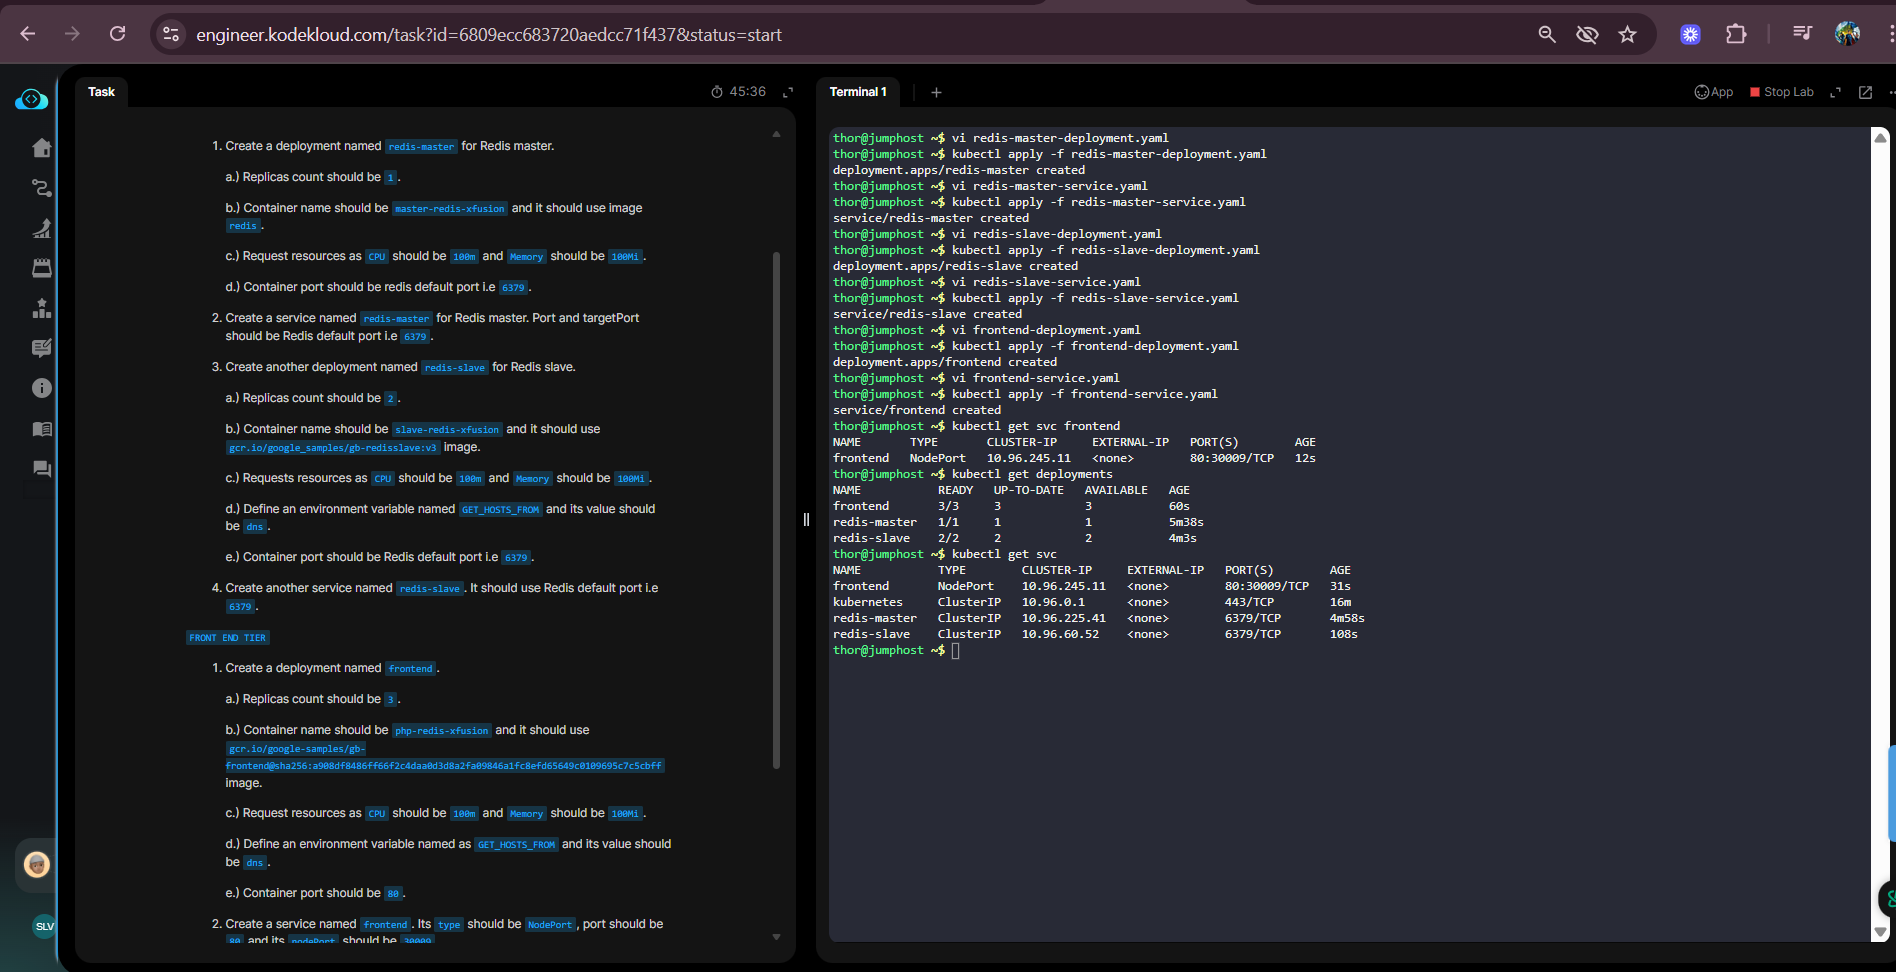 engineer.kodekloud.com/task?id=6809ecc683720aedcc71f437&status=start
Task
45:36
1. Create a deployment named redis-master for Redis master.
a.) Replicas count should be 1.
b.) Container name should be master-redis-xfusion and it should use image
redis.
c.) Request resources as CPU should be 100m and Memory should be 100Mi.
d.) Container port should be redis default port i.e 6379.
2. Create a service named redis-master for Redis master. Port and targetPort
should be Redis default port i.e 6379.
3. Create another deployment named redis-slave for Redis slave.
a.) Replicas count should be 2.
b.) Container name should be slave-redis-xfusion and it should use
gcr.io/google_samples/gb-redisslave:v3 image.
c.) Requests resources as CPU should be 100m and Memory should be 100Mi.
d.) Define an environment variable named GET_HOSTS_FROM and its value should
be dns.
e.) Container port should be Redis default port i.e 6379.
4. Create another service named redis-slave. It should use Redis default port i.e
6379.
FRONT END TIER
1. Create a deployment named frontend.
a.) Replicas count should be 3.
b.) Container name should be php-redis-xfusion and it should use
gcr.io/google-samples/gb-
frontend@sha256:a908df8486ff66f2c4daa0d3d8a2fa09846a1fc8efd65649c0109695c7c5cbff
image.
c.) Request resources as CPU should be 100m and Memory should be 100Mi.
d.) Define an environment variable named as GET_HOSTS_FROM and its value should
be dns.
e.) Container port should be 80.
2. Create a service named frontend. Its type should be NodePort, port should be
80 and its nodePort should be 30009
SLV
Terminal 1
+
App
Stop Lab
thor@jumphost ~$ vi redis-master-deployment.yaml
thor@jumphost ~$ kubectl apply -f redis-master-deployment.yaml
deployment.apps/redis-master created
thor@jumphost ~$ vi redis-master-service.yaml
thor@jumphost ~$ kubectl apply -f redis-master-service.yaml
service/redis-master created
thor@jumphost ~$ vi redis-slave-deployment.yaml
thor@jumphost ~$ kubectl apply -f redis-slave-deployment.yaml
deployment.apps/redis-slave created
thor@jumphost ~$ vi redis-slave-service.yaml
thor@jumphost ~$ kubectl apply -f redis-slave-service.yaml
service/redis-slave created
thor@jumphost ~$ vi frontend-deployment.yaml
thor@jumphost ~$ kubectl apply -f frontend-deployment.yaml
deployment.apps/frontend created
thor@jumphost ~$ vi frontend-service.yaml
thor@jumphost ~$ kubectl apply -f frontend-service.yaml
service/frontend created
thor@jumphost ~$ kubectl get svc frontend
NAME TYPE CLUSTER-IP EXTERNAL-IP PORT(S) AGE
frontend NodePort 10.96.245.11 <none> 80:30009/TCP 12s
thor@jumphost ~$ kubectl get deployments
NAME READY UP-TO-DATE AVAILABLE AGE
frontend 3/3 3 3 60s
redis-master 1/1 1 1 5m38s
redis-slave 2/2 2 2 4m3s
thor@jumphost ~$ kubectl get svc
NAME TYPE CLUSTER-IP EXTERNAL-IP PORT(S) AGE
frontend NodePort 10.96.245.11 <none> 80:30009/TCP 31s
kubernetes ClusterIP 10.96.0.1 <none> 443/TCP 16m
redis-master ClusterIP 10.96.225.41 <none> 6379/TCP 4m58s
redis-slave ClusterIP 10.96.60.52 <none> 6379/TCP 108s
thor@jumphost ~$